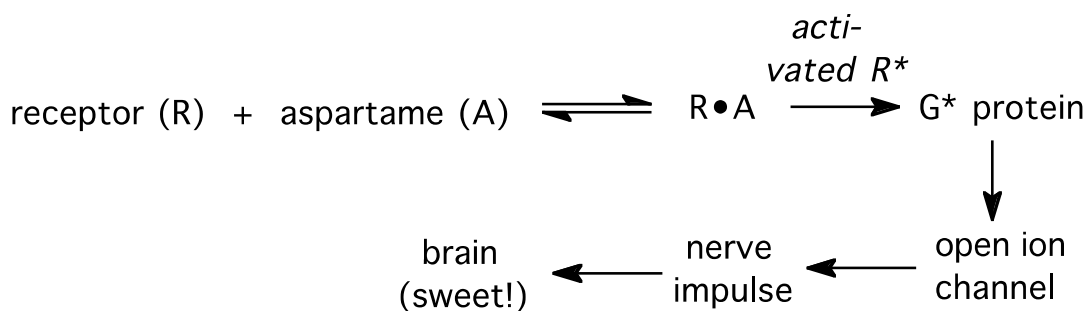 acti-
vated R*
receptor (R) + aspartame (A) R•A G* protein
open ion
channel
nerve
impulse
brain
(sweet!)